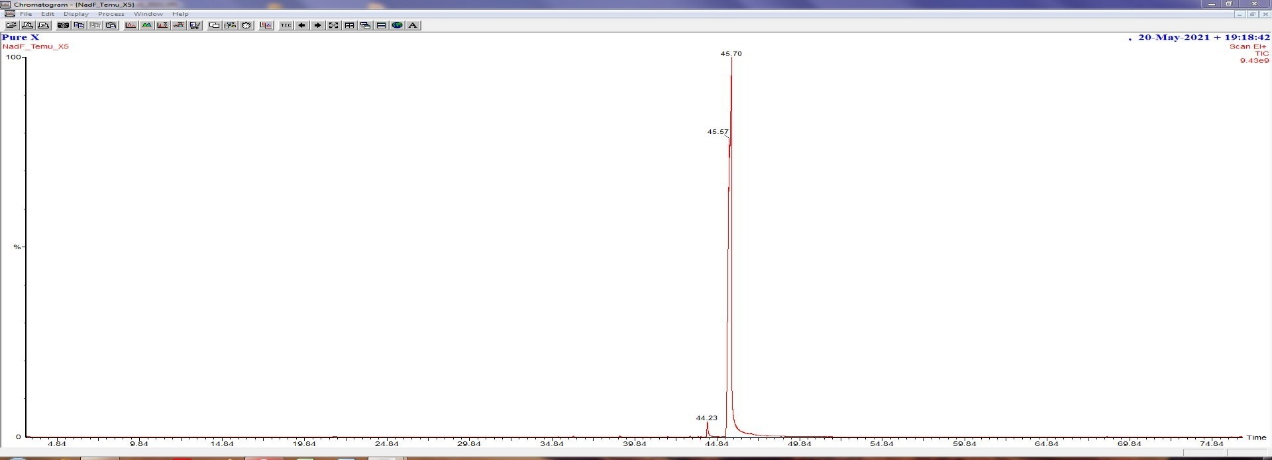 Chromatogram - [NadF_Temu_X5]
File Edit Display Process Window Help
Pure X
, 20-May-2021 + 19:18:42
NadF_Temu_X5
Scan EI+
TIC
9.43e9
100
45.70
45.57
%
44.23
0
4.84 9.84 14.84 19.84 24.84 29.84 34.84 39.84 44.84 49.84 54.84 59.84 64.84 69.84 74.84 Time